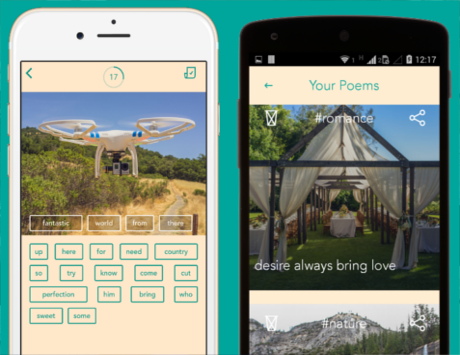 17
fantastic world from there
up here for need country
so try know come cut
perfection him bring who
sweet some
12:17
Your Poems
#romance
desire always bring love
#nature